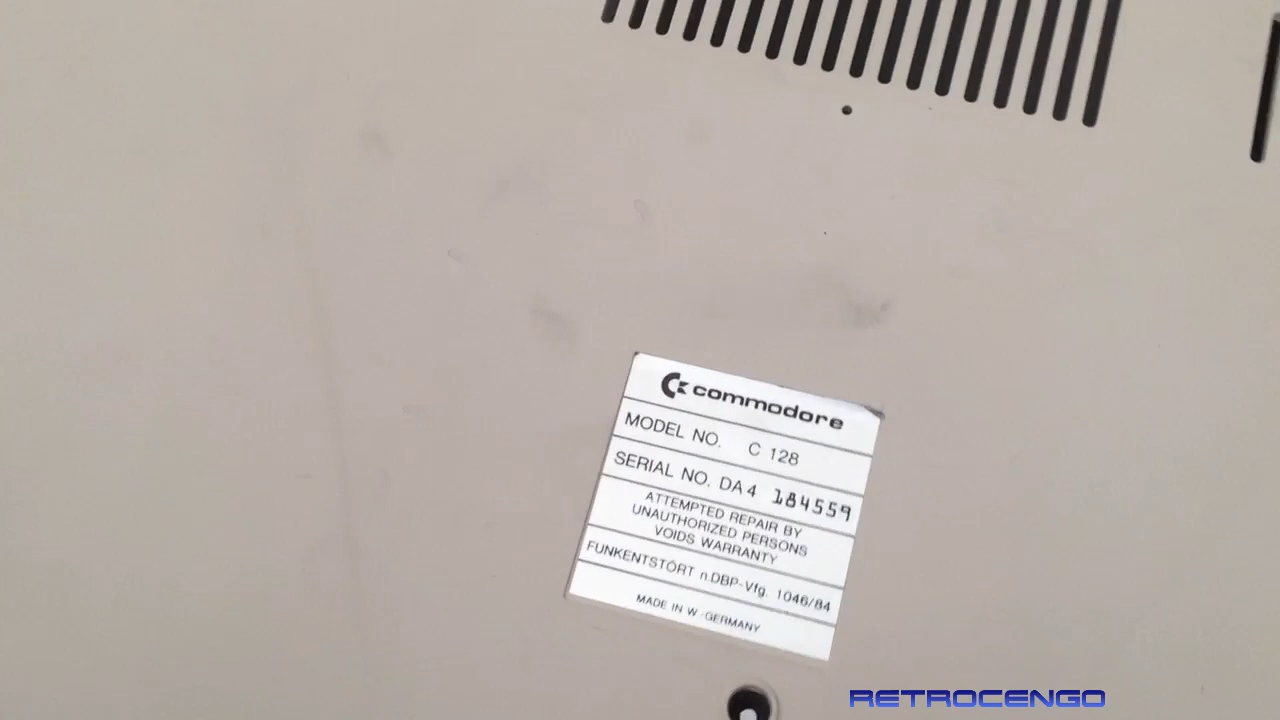 commodore
MODEL NO. C 128
SERIAL NO. DA4 184559
ATTEMPTED REPAIR BY
UNAUTHORIZED PERSONS
VOIDS WARRANTY
FUNKENTSTÖRT n.DBP-Vfg. 1046/84
MADE IN W. GERMANY
RETROCENGO